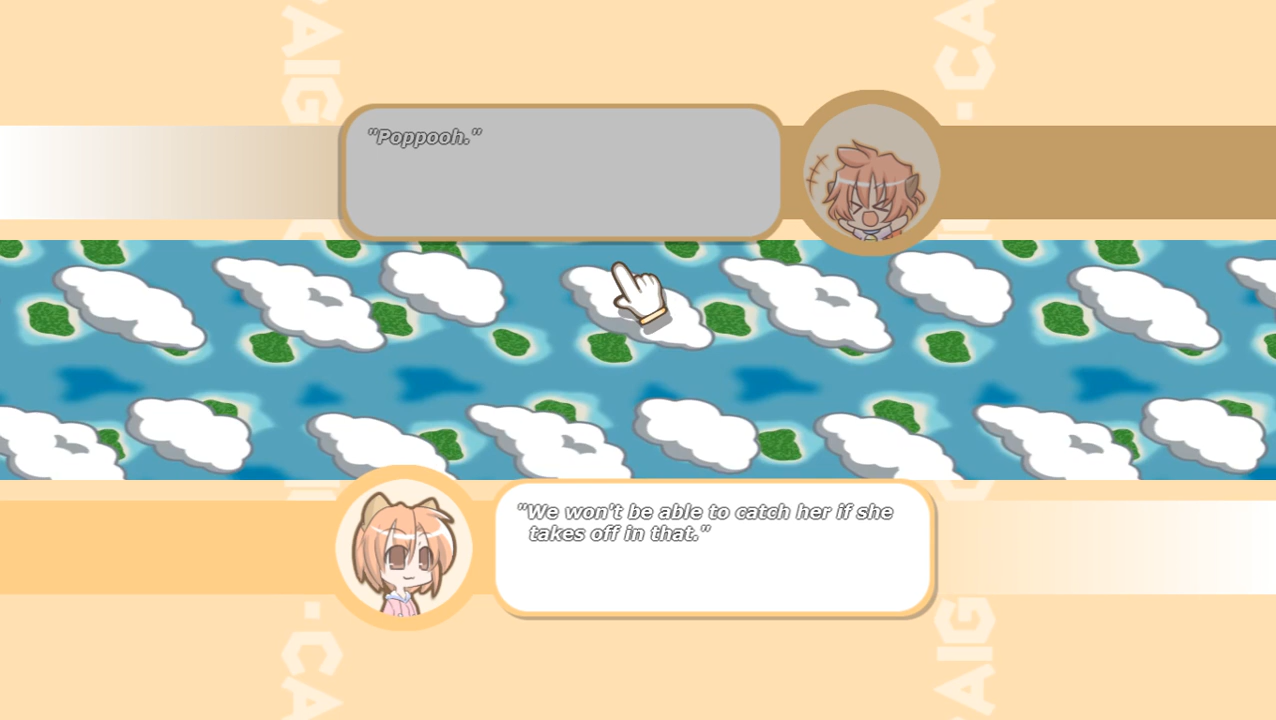 "Poppooh."
"We won't be able to catch her if she
takes off in that."